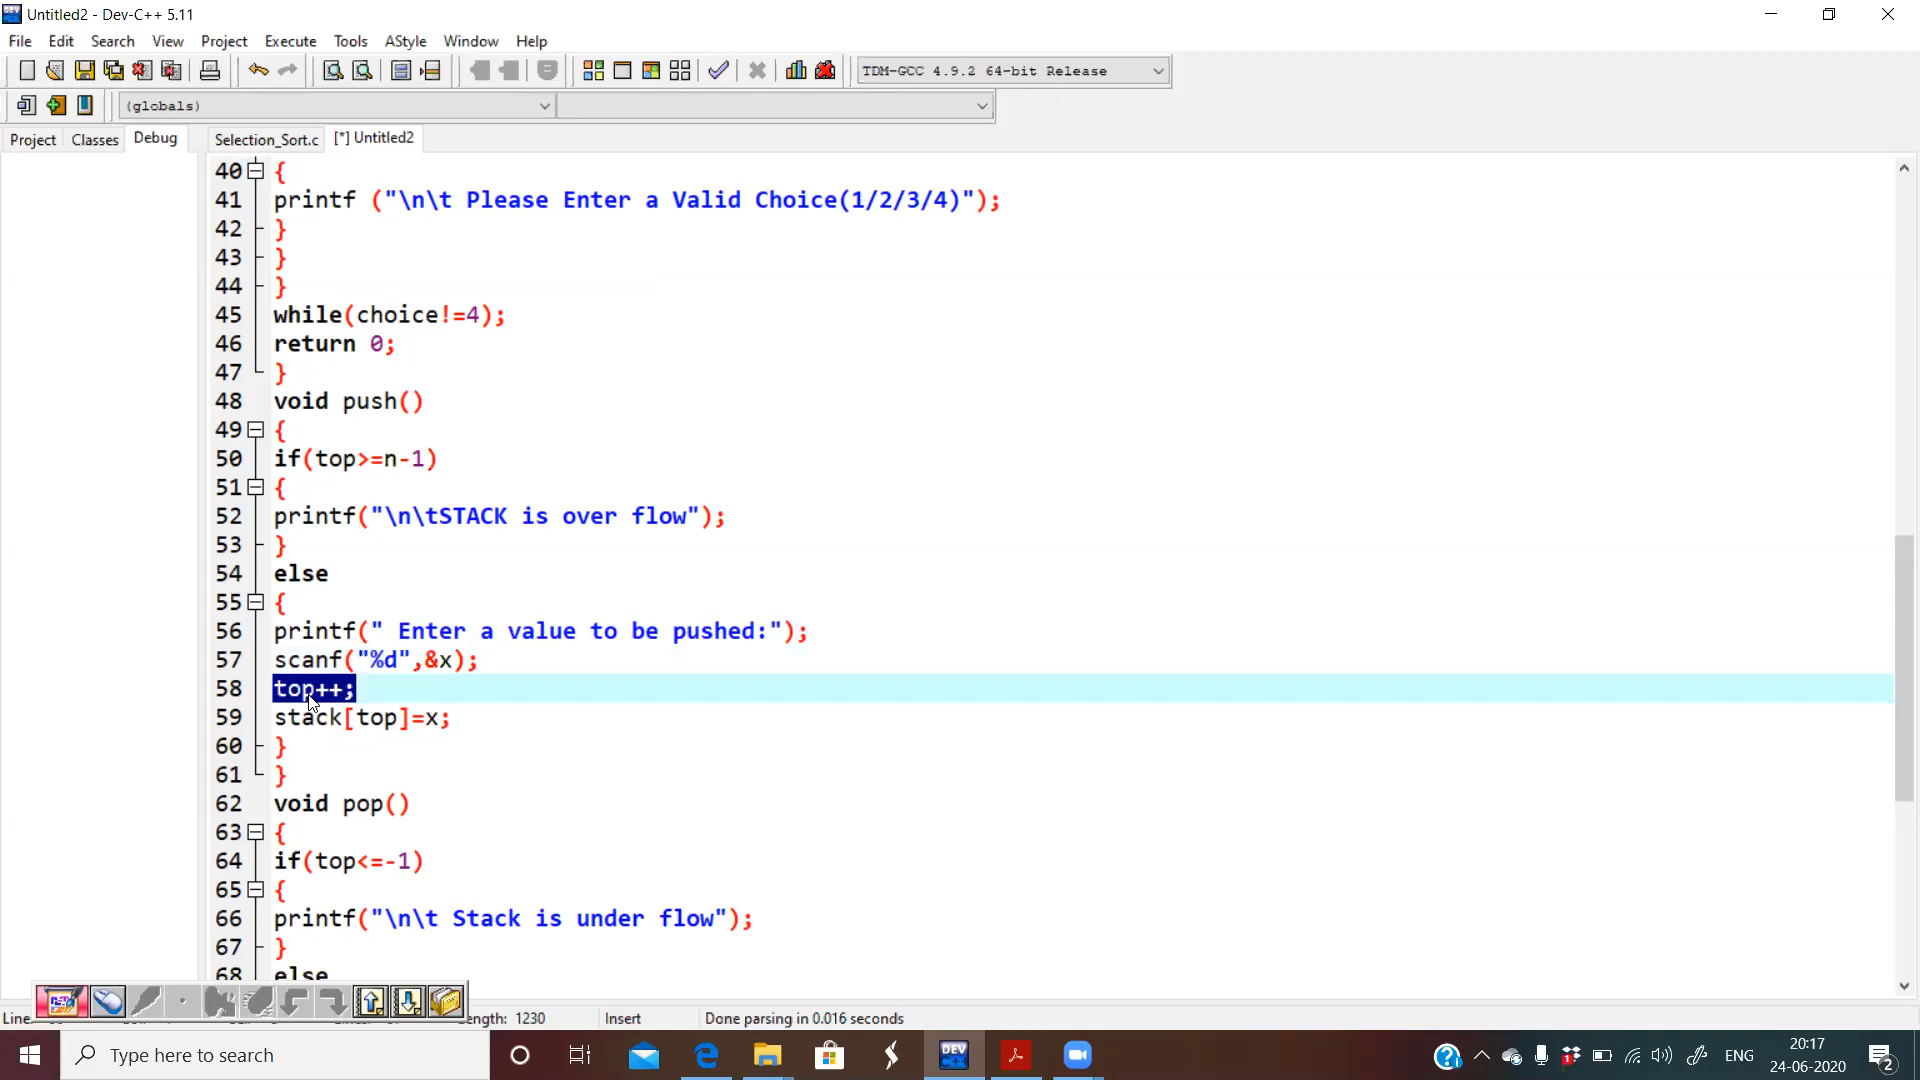 Untitled2 - Dev-C++ 5.11
File Edit Search View Project Execute Tools AStyle Window Help
TDM-GCC 4.9.2 64-bit Release
(globals)
Project Classes Debug Selection_Sort.c [*] Untitled2
40 {
41 printf ("\n\t Please Enter a Valid Choice(1/2/3/4)");
42 }
43 }
44 }
45 while(choice!=4);
46 return 0;
47 }
48 void push()
49 {
50 if(top>=n-1)
51 {
52 printf("\n\tSTACK is over flow");
53 }
54 else
55 {
56 printf(" Enter a value to be pushed:");
57 scanf("%d",&x);
58 top++;
59 stack[top]=x;
60 }
61 }
62 void pop()
63 {
64 if(top<=-1)
65 {
66 printf("\n\t Stack is under flow");
67 }
68 else
Line: Length: 1230 Insert Done parsing in 0.016 seconds
Type here to search
DEV
ENG
20:17
24-06-2020
2